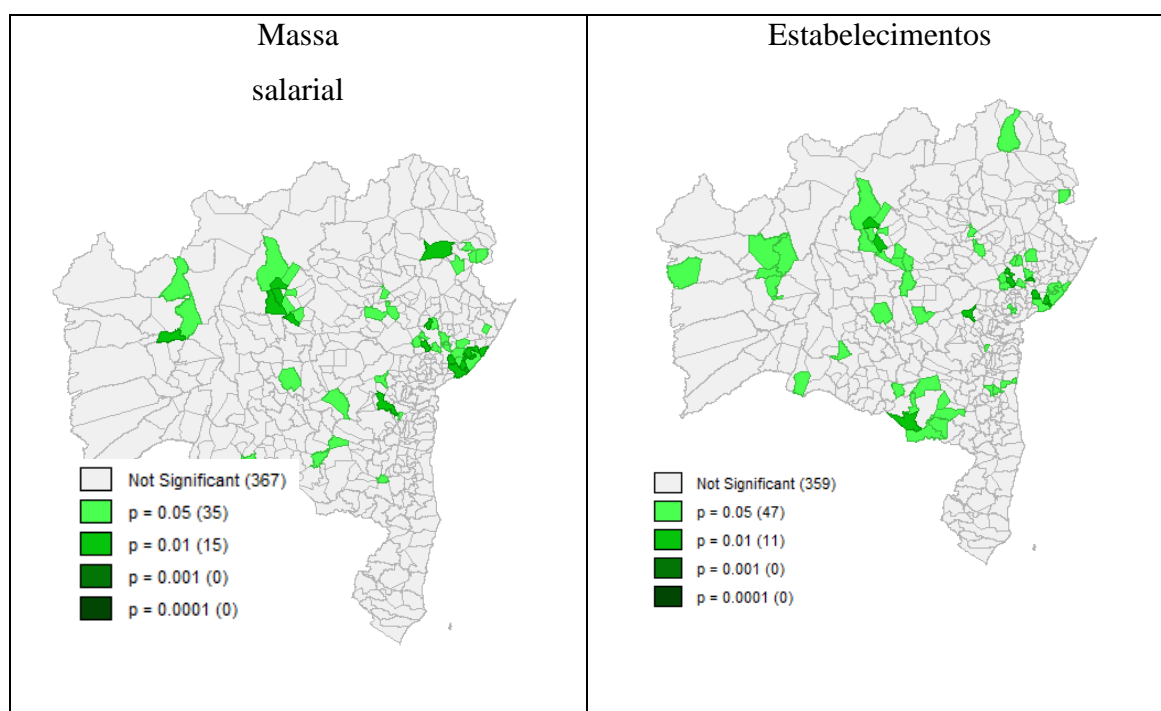 Massa
salarial
Not Significant (367)
p = 0.05 (35)
p = 0.01 (15)
p = 0.001 (0)
p = 0.0001 (0)
Estabelecimentos
Not Significant (359)
p = 0.05 (47)
p = 0.01 (11)
p = 0.001 (0)
p = 0.0001 (0)